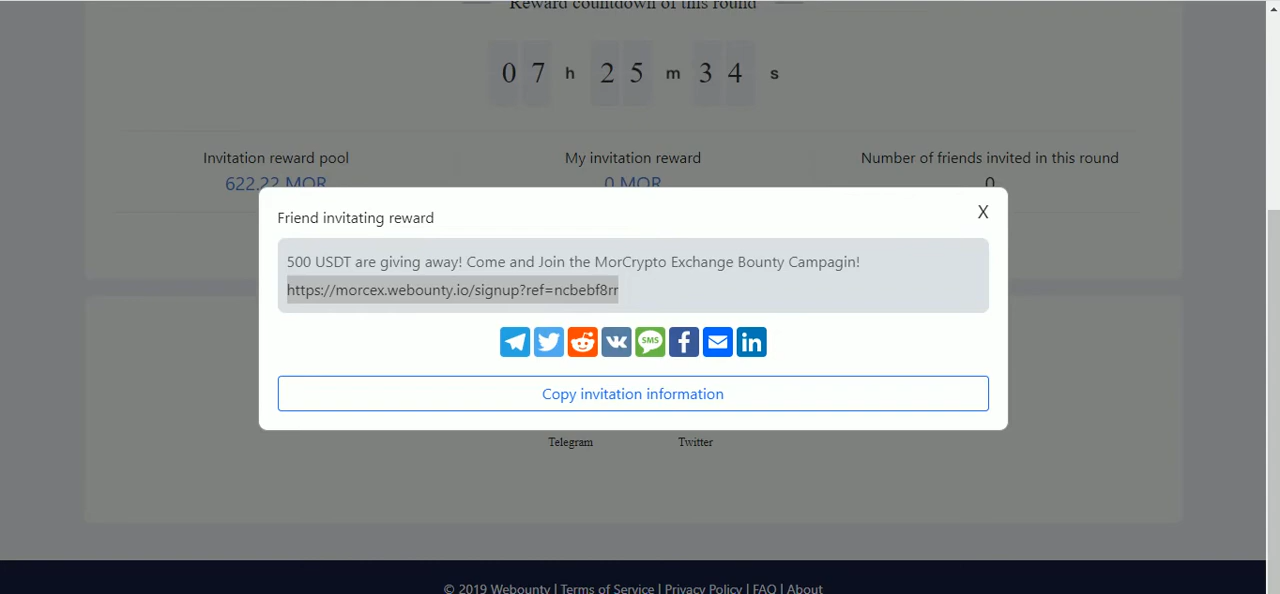 Reward countdown of this round
07 h 25 m 34 s
Invitation reward pool
My invitation reward
Number of friends invited in this round
622.22 MOR
0 MOR
0
Friend invitating reward
X
500 USDT are giving away! Come and Join the MorCrypto Exchange Bounty Campagin!
https://morcex.webounty.io/signup?ref=ncbebf8rr
SMS
Copy invitation information
Telegram
Twitter
© 2019 Webounty | Terms of Service | Privacy Policy | FAQ | About